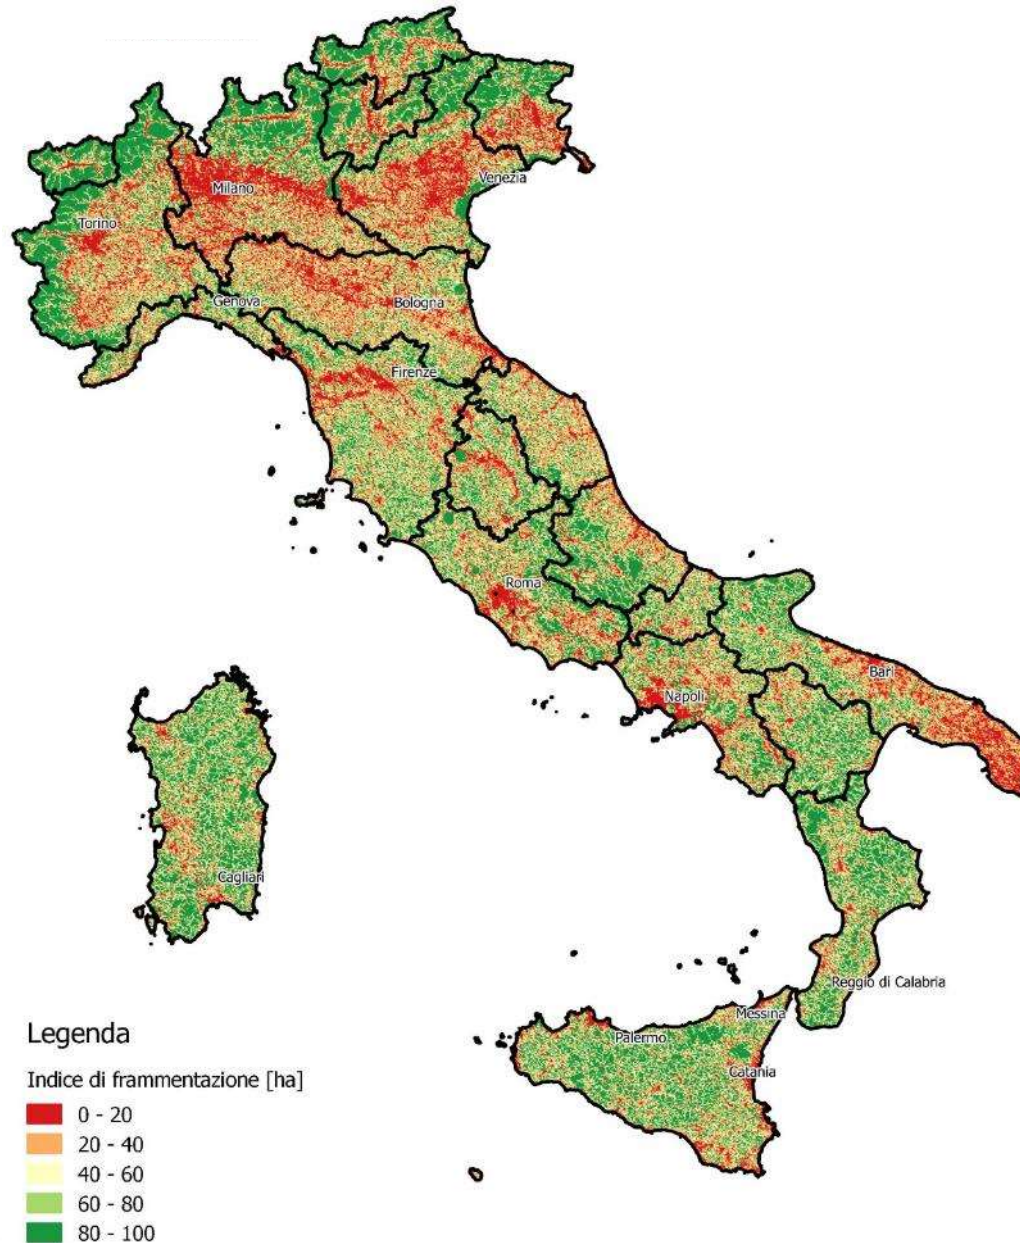 Milano
Venezia
Torino
Genova
Bologna
Firenze
Roma
Bari
Napoli
Cagliari
Reggio di Calabria
Messina
Palermo
Catania
Legenda
Indice di frammentazione [ha]
0 - 20
20 - 40
40 - 60
60 - 80
80 - 100